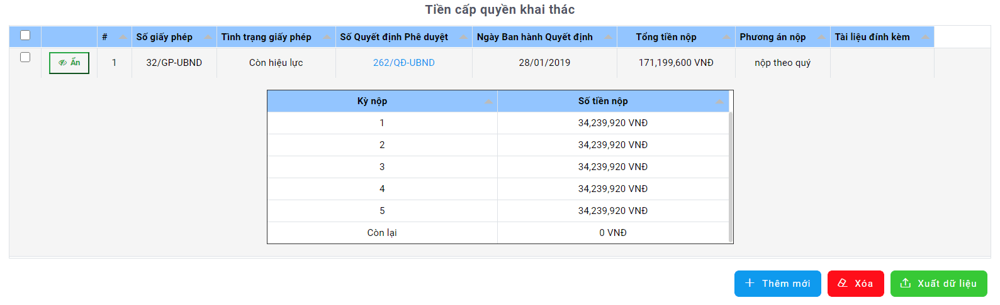 Tiền cấp quyền khai thác
# Số giấy phép Tình trạng giấy phép Số Quyết định Phê duyệt Ngày Ban hành Quyết định Tổng tiền nộp Phương án nộp Tài liệu đính kèm
Ẩn 1 32/GP-UBND Còn hiệu lực 262/QĐ-UBND 28/01/2019 171,199,600 VNĐ nộp theo quý
Kỳ nộp Số tiền nộp
1 34,239,920 VNĐ
2 34,239,920 VNĐ
3 34,239,920 VNĐ
4 34,239,920 VNĐ
5 34,239,920 VNĐ
Còn lại 0 VNĐ
Thêm mới Xóa Xuất dữ liệu